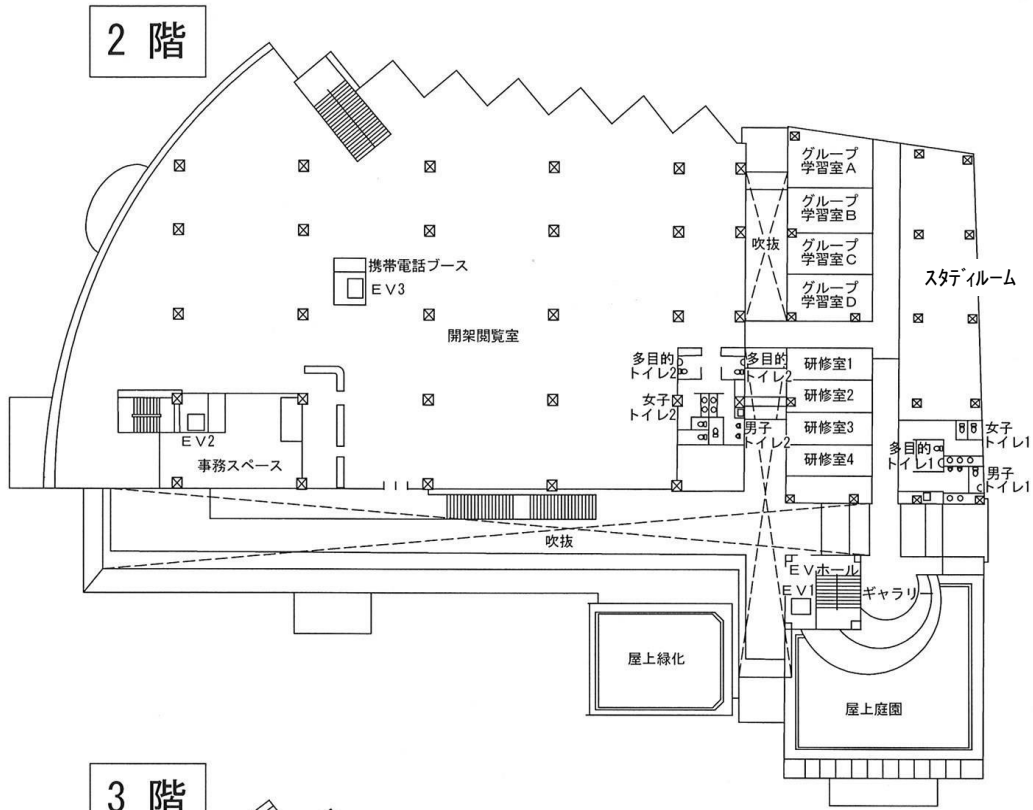 2 階
グループ
学習室A
グループ
学習室B
吹抜
グループ
学習室C
携帯電話ブース
EV3
スタディルーム
グループ
学習室D
開架閲覧室
多目的
トイレ2
多目的
トイレ2
研修室1
研修室2
女子
トイレ2
男子
トイレ2
研修室3
女子
トイレ1
EV2
事務スペース
多目的
トイレ1
研修室4
男子
トイレ1
吹抜
EVホール
EV1
ギャラリー
屋上緑化
屋上庭園
3 階